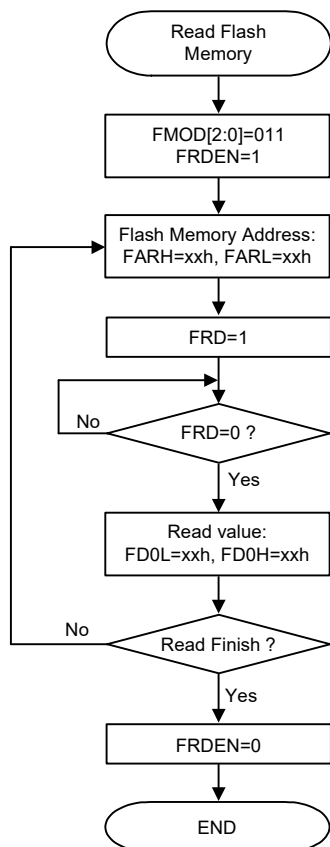 Read Flash
Memory
FMOD[2:0]=011
FRDEN=1
Flash Memory Address:
FARH=xxh, FARL=xxh
FRD=1
No
FRD=0 ?
Yes
Read value:
FD0L=xxh, FD0H=xxh
No
Read Finish ?
Yes
FRDEN=0
END